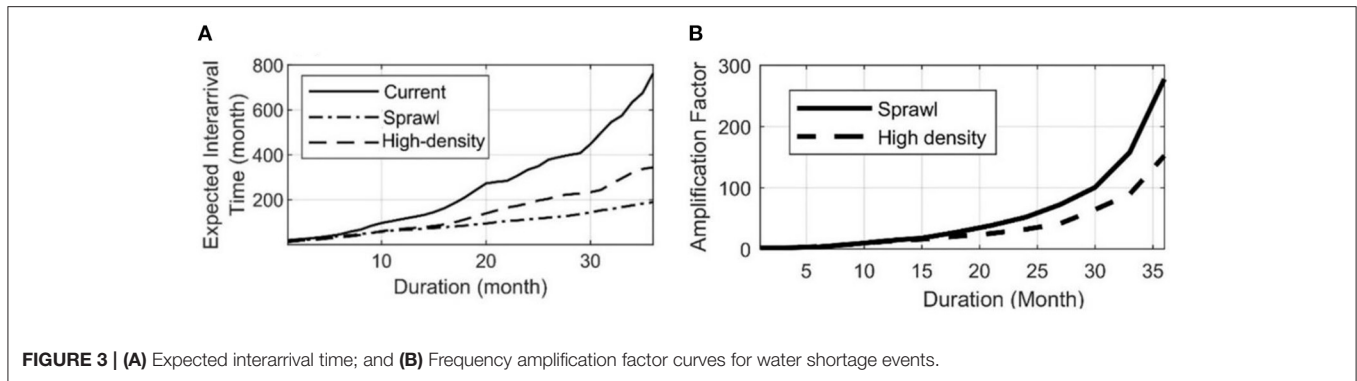 A
B
800
600
400
200
Expected Interarrival
Time (month)
Current
Sprawl
High-density
10
20
30
Duration (month)
300
200
100
0
Amplification Factor
Sprawl
High density
5
10
15
20
25
30
35
Duration (Month)
FIGURE 3 | (A) Expected interarrival time; and (B) Frequency amplification factor curves for water shortage events.